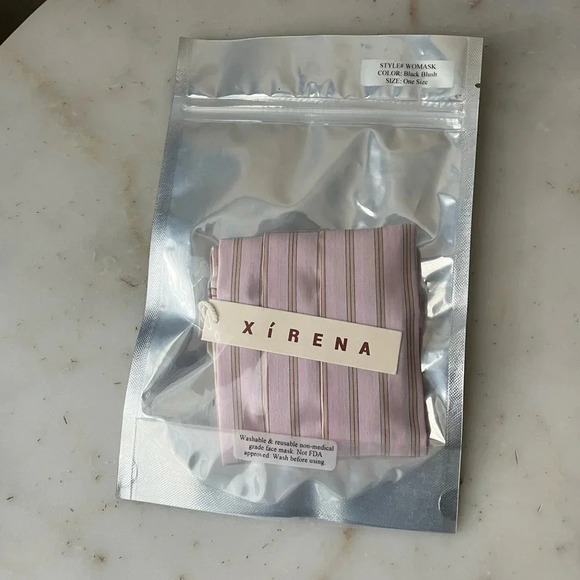 STYLE# WOMASK
COLOR: Black Blush
SIZE: One Size
XíRENA
Washable & reusable non-medical
grade face mask. Not FDA
approved. Wash before using.